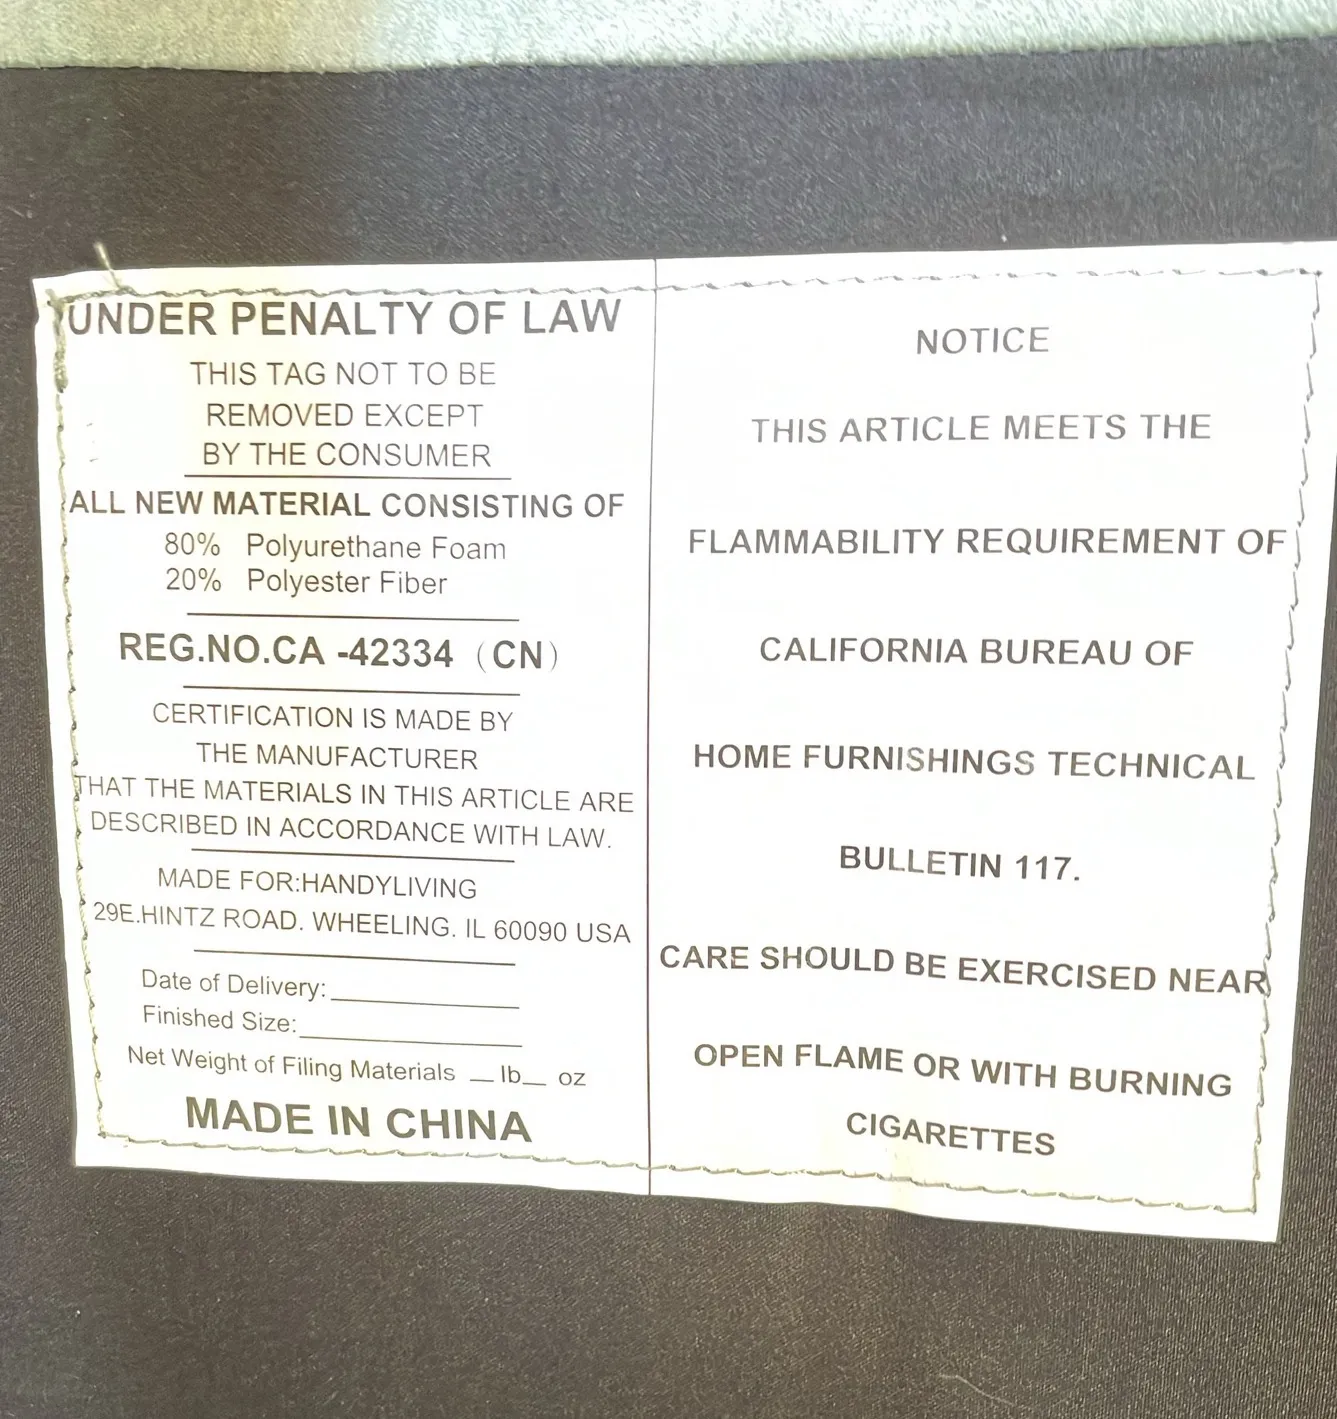 UNDER PENALTY OF LAW
THIS TAG NOT TO BE
REMOVED EXCEPT
BY THE CONSUMER
ALL NEW MATERIAL CONSISTING OF
80% Polyurethane Foam
20% Polyester Fiber
REG.NO.CA -42334 (CN)
CERTIFICATION IS MADE BY
THE MANUFACTURER
THAT THE MATERIALS IN THIS ARTICLE ARE
DESCRIBED IN ACCORDANCE WITH LAW.
MADE FOR:HANDYLIVING
29E.HINTZ ROAD. WHEELING. IL 60090 USA
Date of Delivery:
Finished Size:
Net Weight of Filing Materials __ lb__ oz
MADE IN CHINA
NOTICE
THIS ARTICLE MEETS THE
FLAMMABILITY REQUIREMENT OF
CALIFORNIA BUREAU OF
HOME FURNISHINGS TECHNICAL
BULLETIN 117.
CARE SHOULD BE EXERCISED NEAR
OPEN FLAME OR WITH BURNING
CIGARETTES